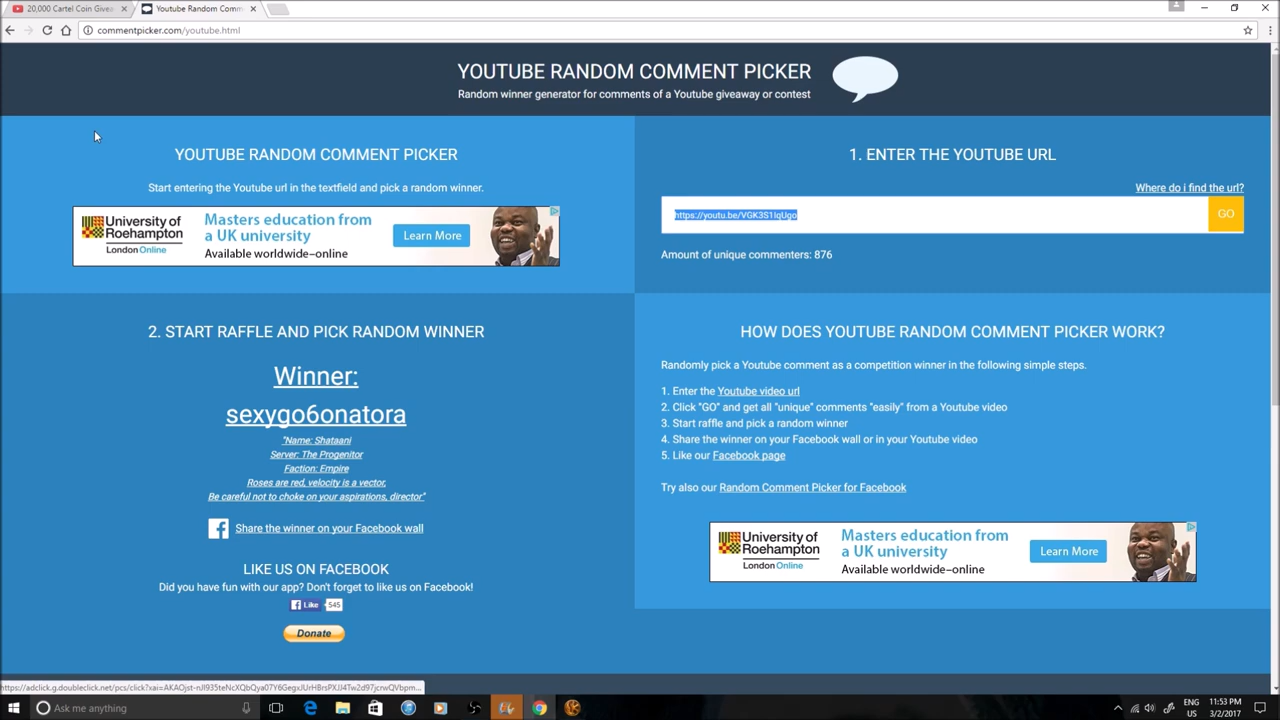 20,000 Cartel Coin Givea
Youtube Random Comm
commentpicker.com/youtube.html
YOUTUBE RANDOM COMMENT PICKER
Random winner generator for comments of a Youtube giveaway or contest
YOUTUBE RANDOM COMMENT PICKER
Start entering the Youtube url in the textfield and pick a random winner.
University of
Roehampton
London Online
Masters education from
a UK university
Available worldwide–online
Learn More
1. ENTER THE YOUTUBE URL
Where do i find the url?
https://youtu.be/VGK3S1IqUgo
GO
Amount of unique commenters: 876
2. START RAFFLE AND PICK RANDOM WINNER
Winner:
sexygo6onatora
"Name: Shataani
Server: The Progenitor
Faction: Empire
Roses are red, velocity is a vector,
Be careful not to choke on your aspirations, director"
Share the winner on your Facebook wall
LIKE US ON FACEBOOK
Did you have fun with our app? Don't forget to like us on Facebook!
Like 545
Donate
HOW DOES YOUTUBE RANDOM COMMENT PICKER WORK?
Randomly pick a Youtube comment as a competition winner in the following simple steps.
1. Enter the Youtube video url
2. Click "GO" and get all "unique" comments "easily" from a Youtube video
3. Start raffle and pick a random winner
4. Share the winner on your Facebook wall or in your Youtube video
5. Like our Facebook page
Try also our Random Comment Picker for Facebook
University of
Roehampton
London Online
Masters education from
a UK university
Available worldwide–online
Learn More
Ask me anything
ENG
US
11:53 PM
3/2/2017